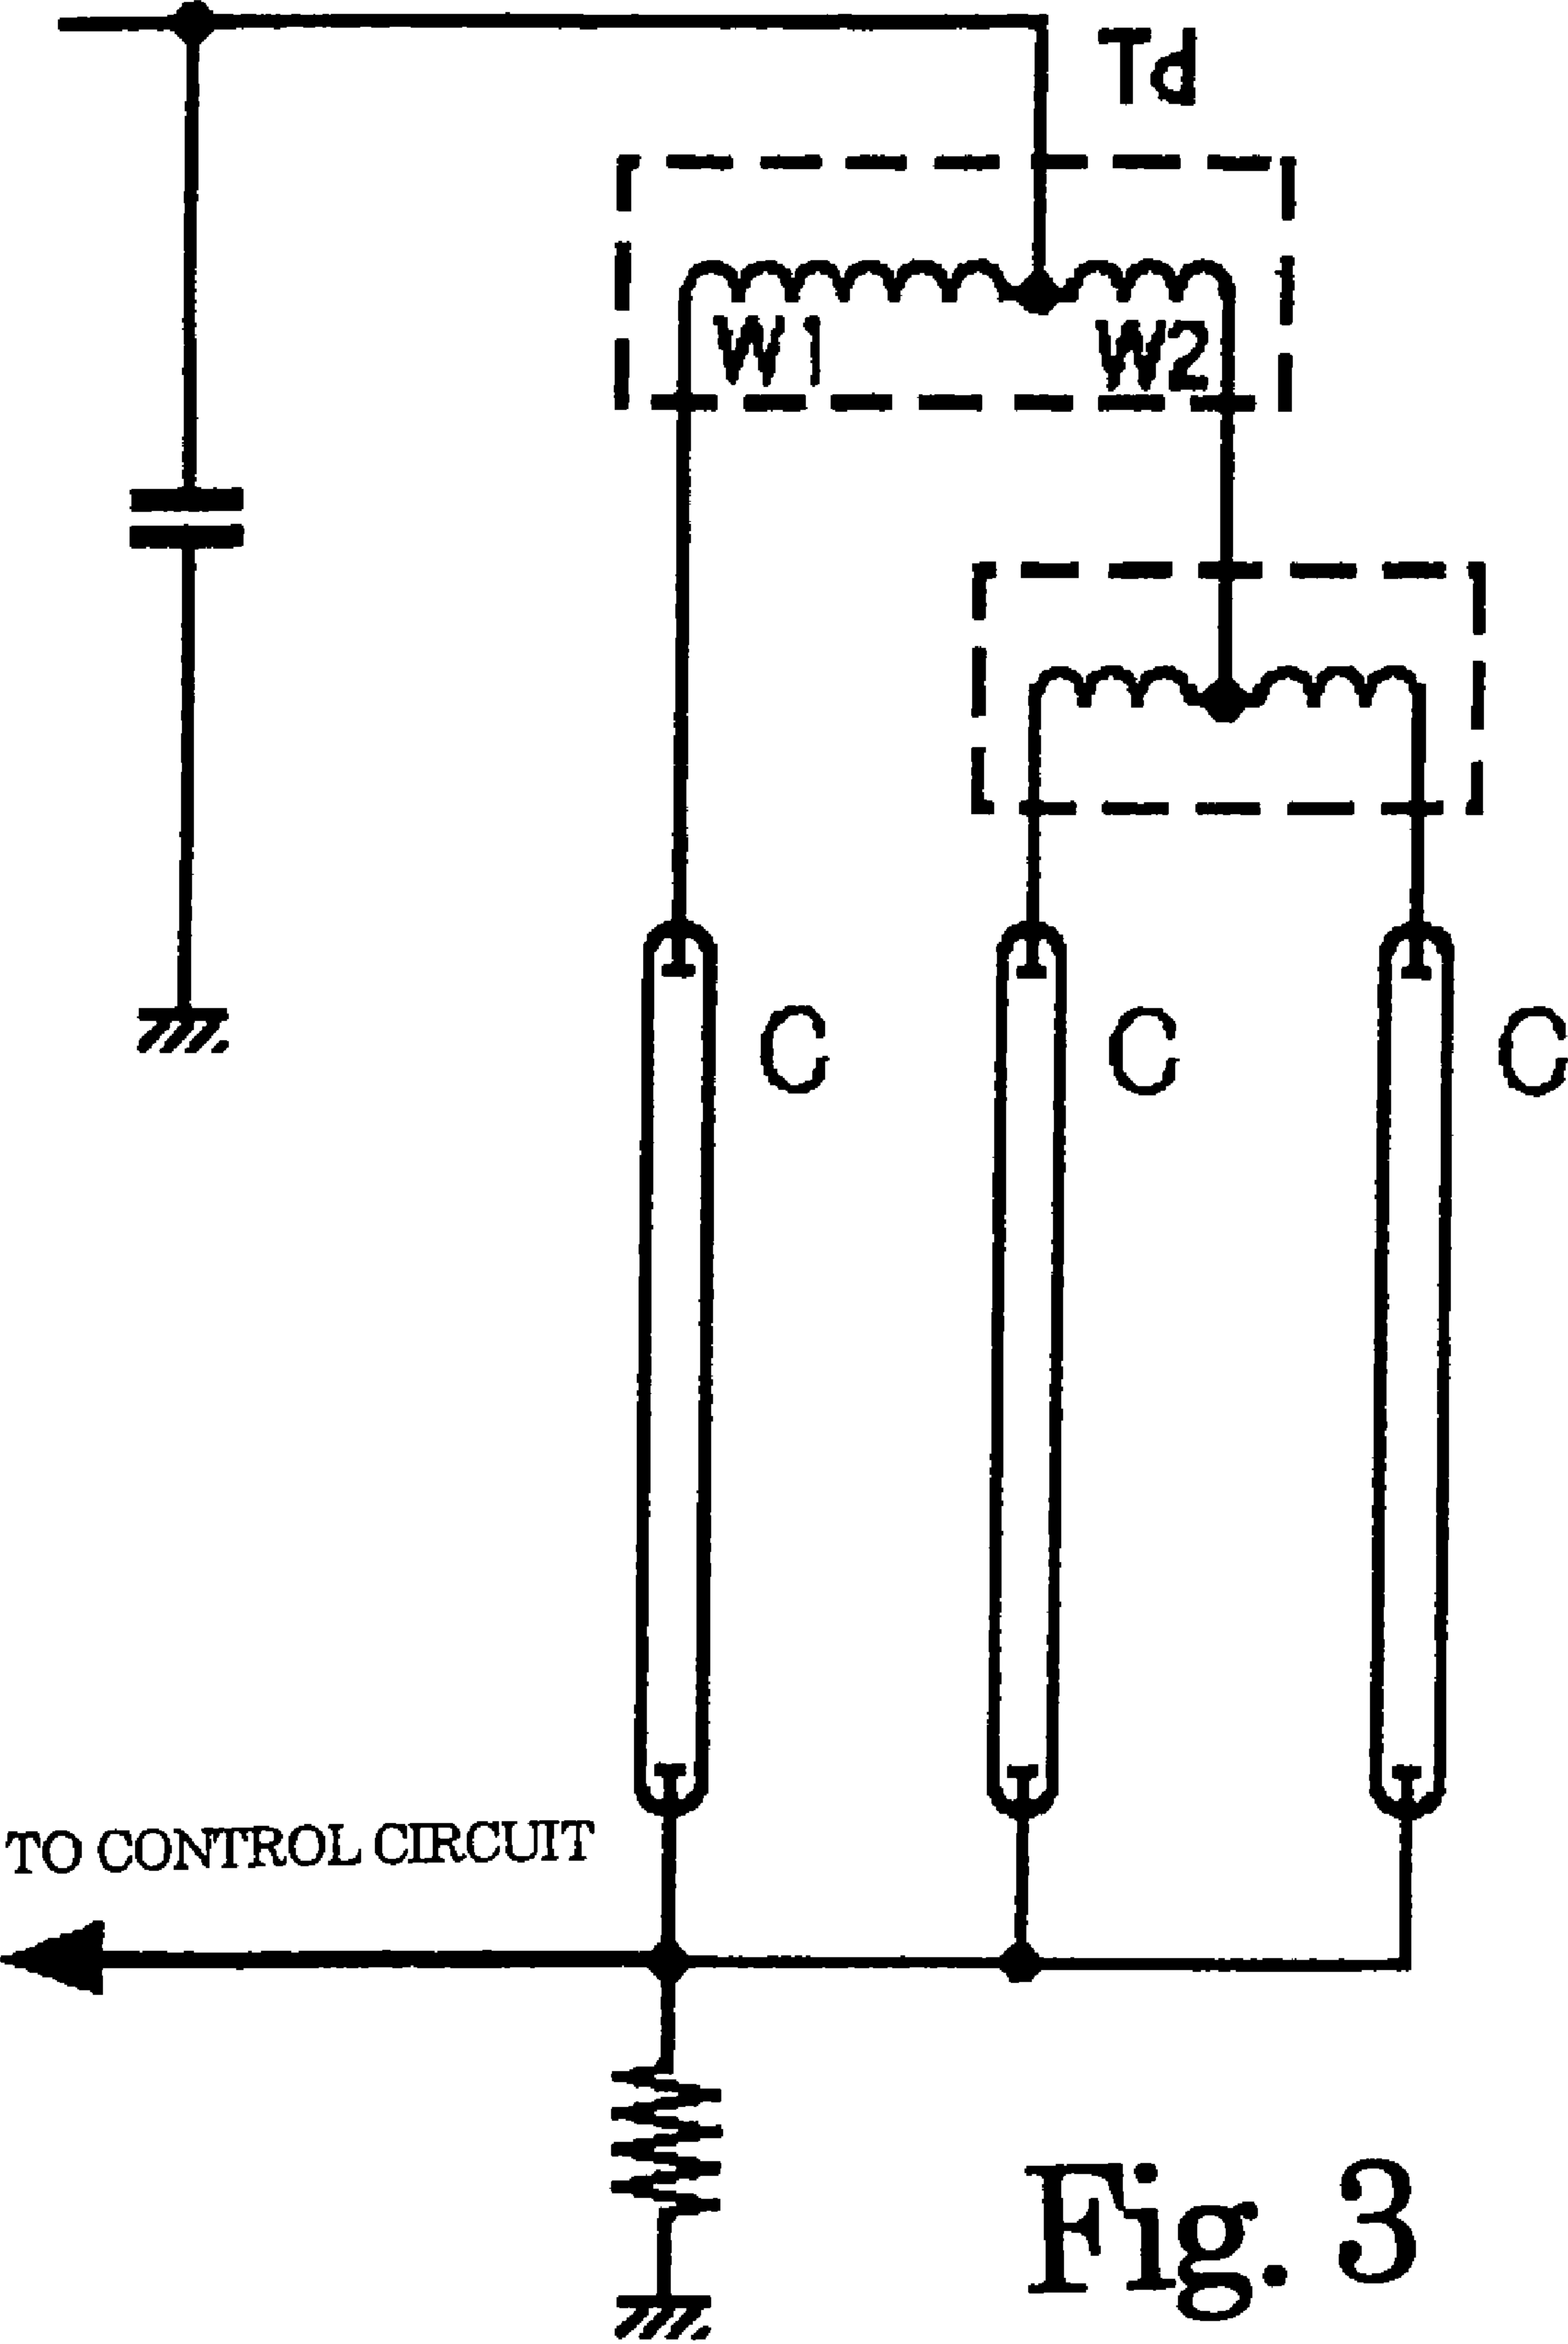 Td
W1 W2
C C C
TO CONTROL CIRCUIT
Fig. 3